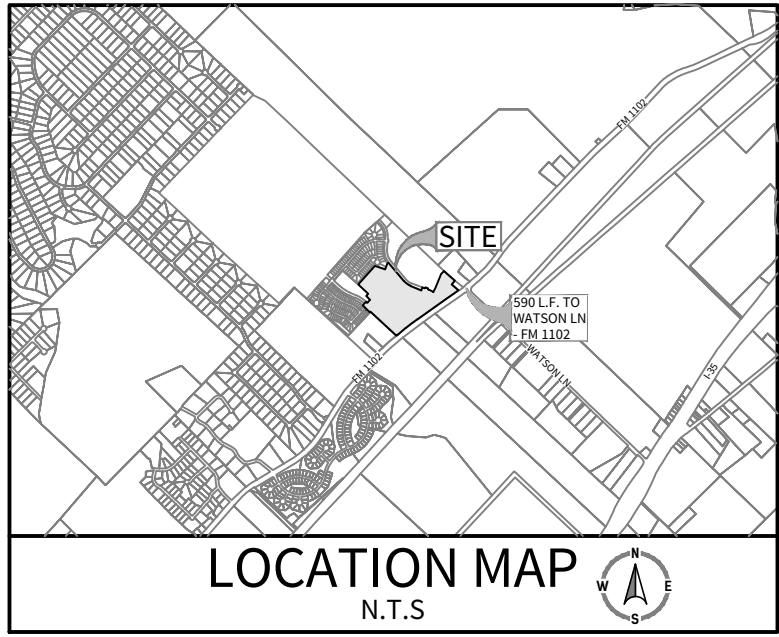 FM 1102
SITE
590 L.F. TO
WATSON LN
- FM 1102
WATSON LN
FM 1102
I-35
LOCATION MAP
N.T.S
N
W
E
S